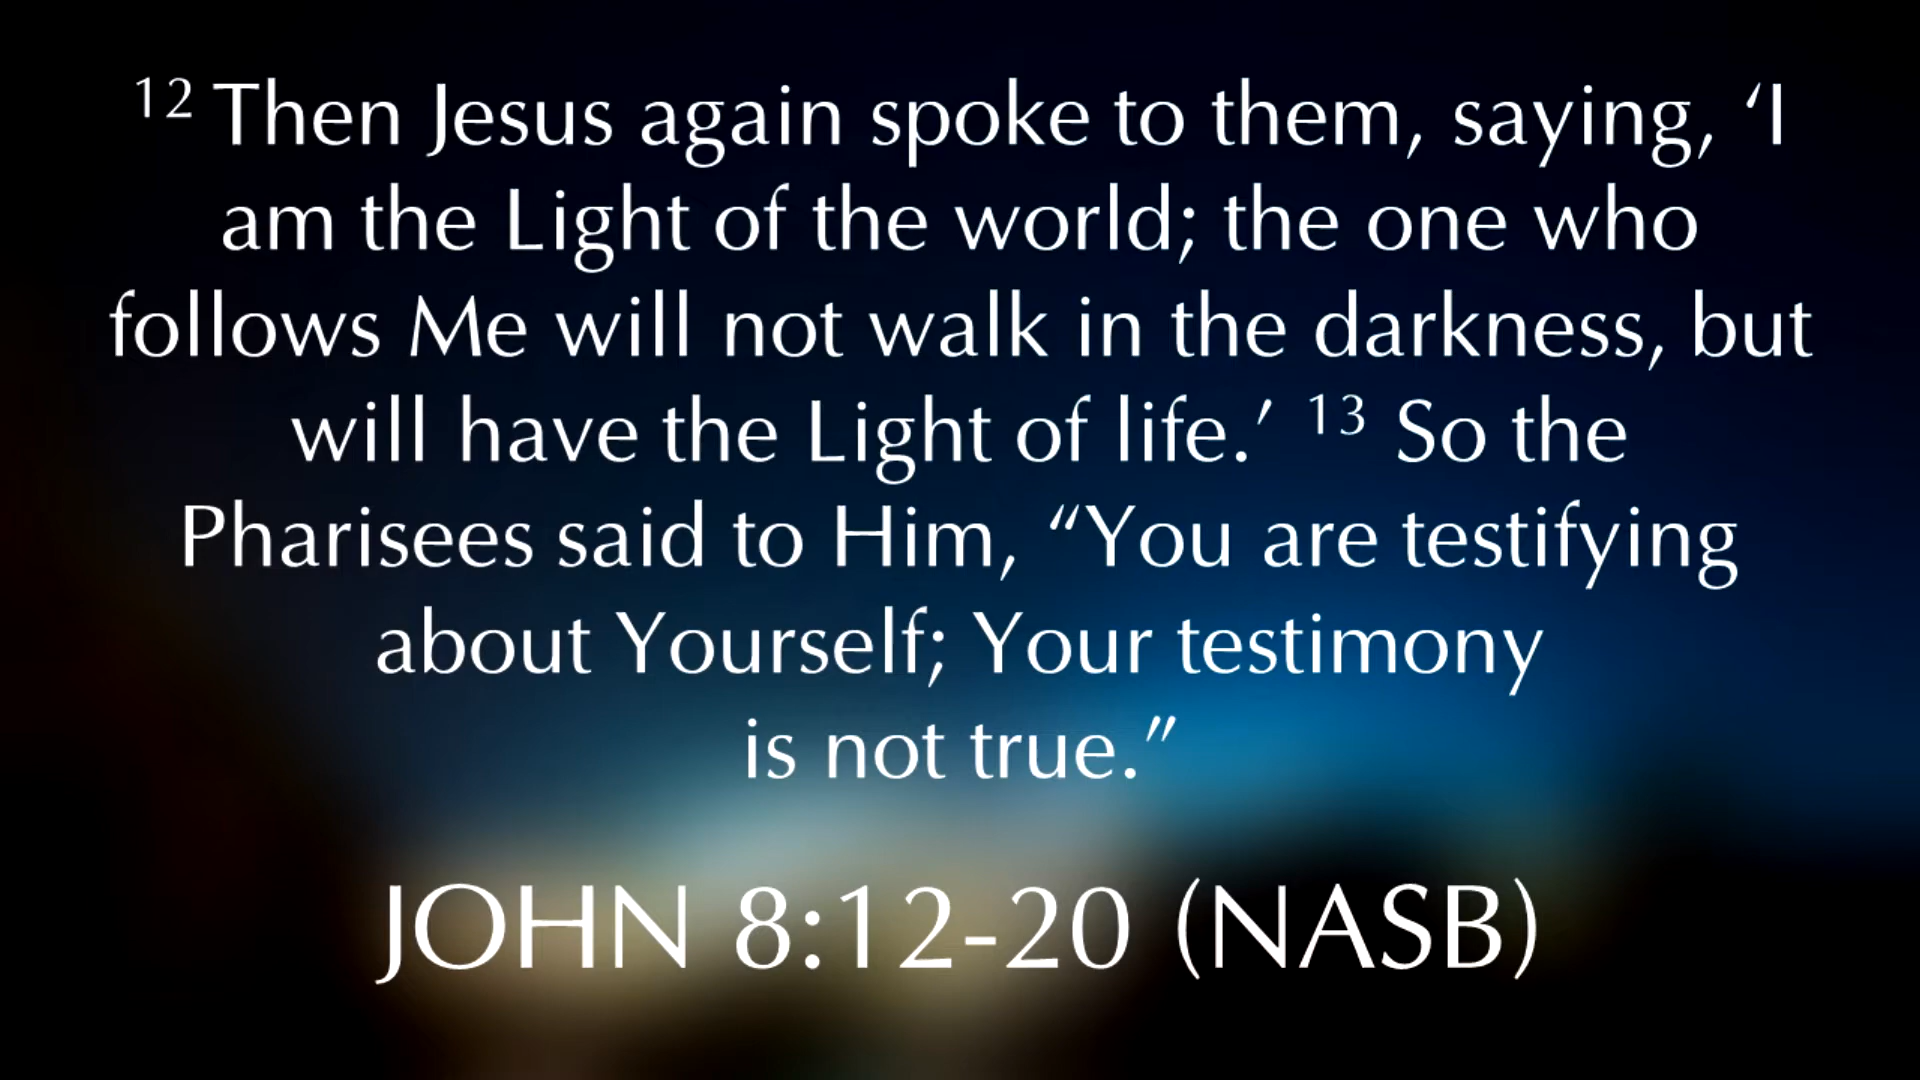 12 Then Jesus again spoke to them, saying, ‘I
am the Light of the world; the one who
follows Me will not walk in the darkness, but
will have the Light of life.’ 13 So the
Pharisees said to Him, “You are testifying
about Yourself; Your testimony
is not true.”
JOHN 8:12-20 (NASB)